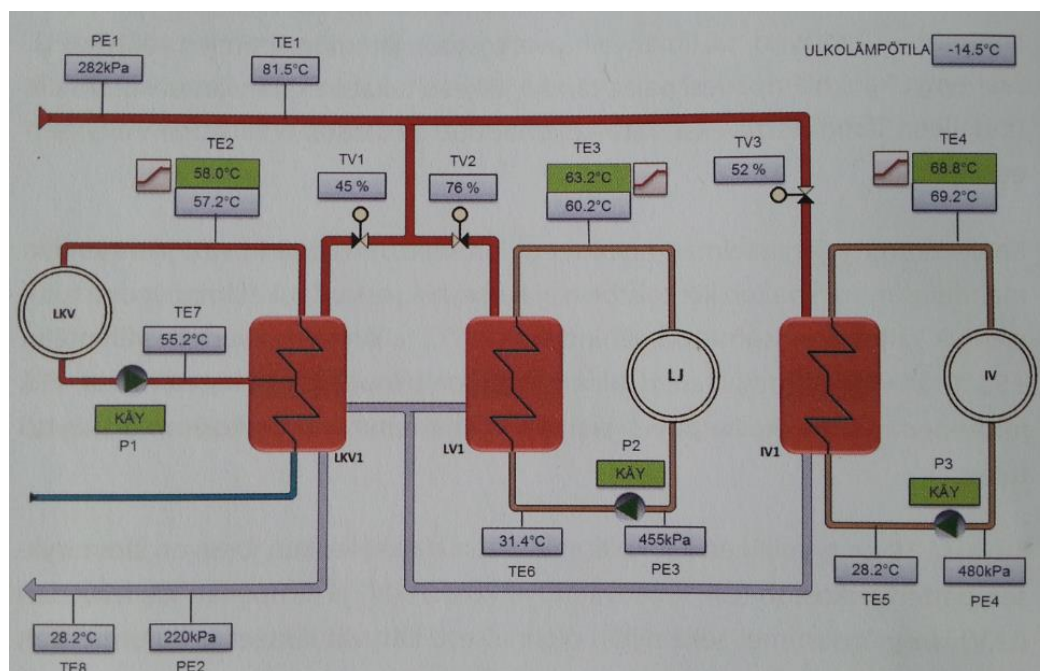 PE1
282kPa
TE1
81.5°C
ULKOLÄMPÖTILA -14.5°C
TE2
58.0°C
57.2°C
TV1
45 %
TV2
76 %
TE3
63.2°C
60.2°C
TV3
52 %
TE4
68.8°C
69.2°C
LKV
TE7
55.2°C
KÄY
P1
LKV1
LV1
LJ
P2
KÄY
31.4°C
TE6
455kPa
PE3
IV1
IV
P3
KÄY
28.2°C
TE5
480kPa
PE4
28.2°C
TE8
220kPa
PE2